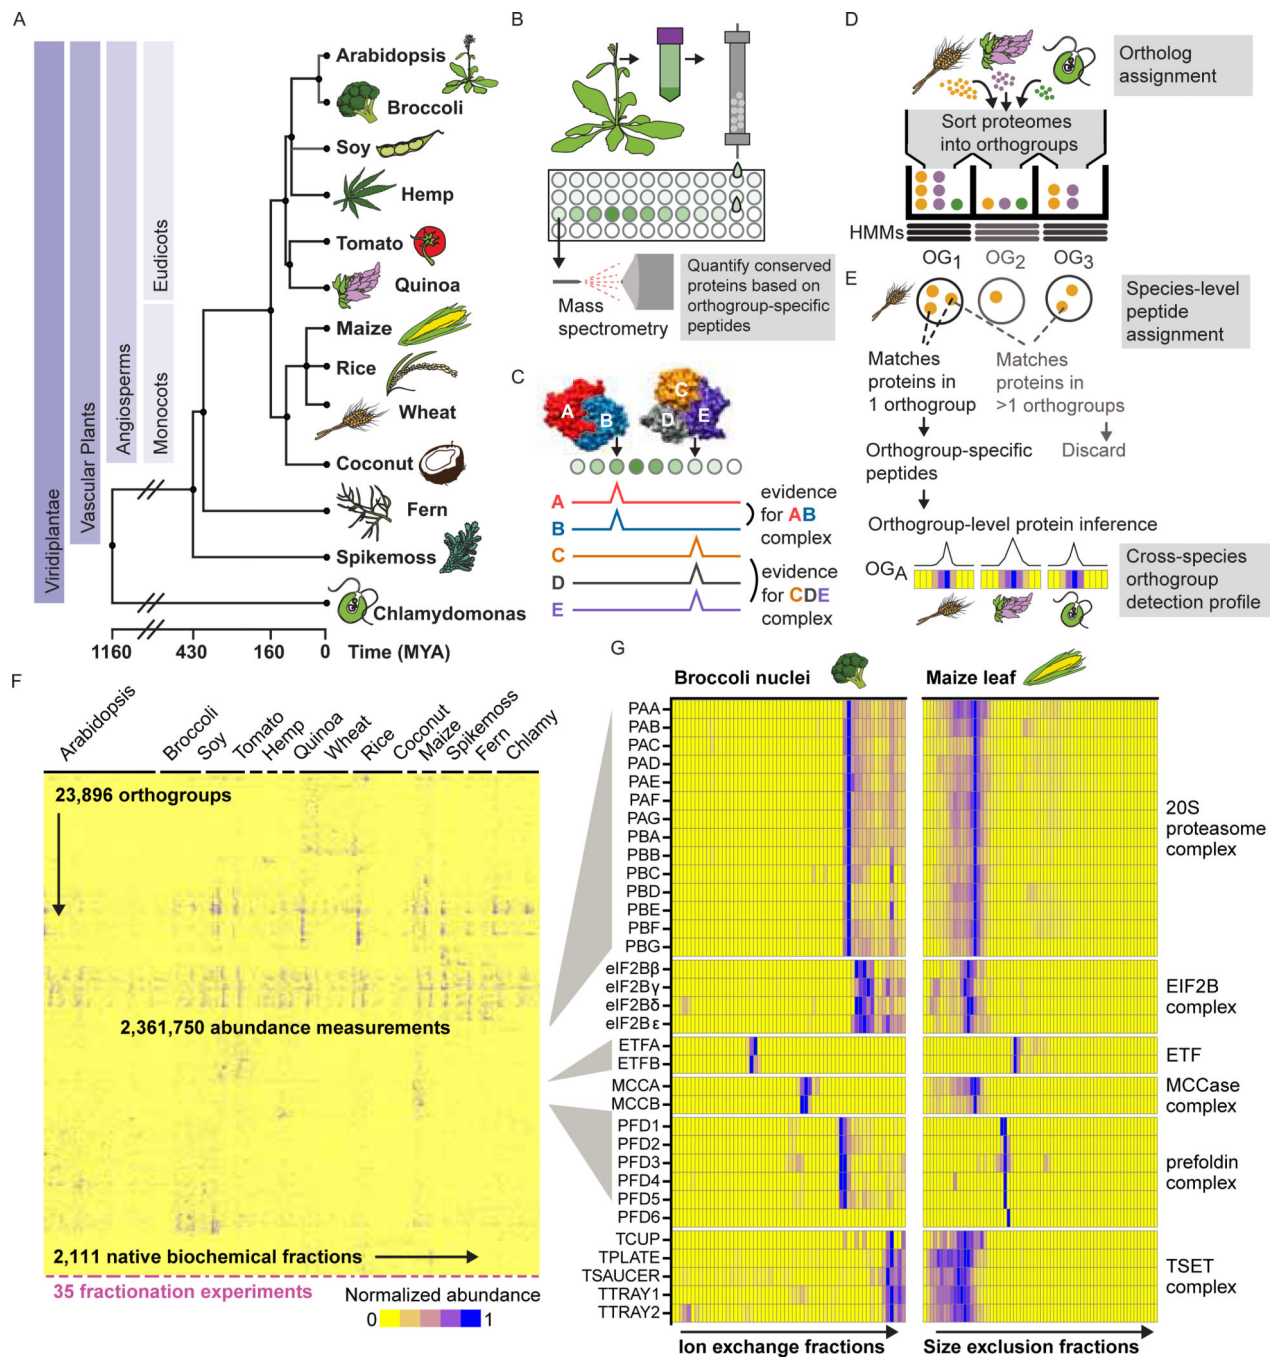 A
Viridiplantae
Vascular Plants
Angiosperms
Eudicots
Monocots
Arabidopsis
Broccoli
Soy
Hemp
Tomato
Quinoa
Maize
Rice
Wheat
Coconut
Fern
Spikemoss
Chlamydomonas
1160
430
160
0
Time (MYA)
B
Mass
spectrometry
Quantify conserved
proteins based on
orthogroup-specific
peptides
C
A
B
C
D
E
A
B
C
D
E
evidence
for AB
complex
evidence
for CDE
complex
D
Ortholog
assignment
Sort proteomes
into orthogroups
HMMs
OG1
OG2
OG3
E
Species-level
peptide
assignment
Matches
proteins in
1 orthogroup
Matches
proteins in
>1 orthogroups
Orthogroup-specific
peptides
Discard
Orthogroup-level protein inference
OGA
Cross-species
orthogroup
detection profile
F
Arabidopsis
Broccoli
Soy
Tomato
Hemp
Quinoa
Wheat
Rice
Coconut
Maize
Spikemoss
Fern
Chlamy
23,896 orthogroups
2,361,750 abundance measurements
2,111 native biochemical fractions
35 fractionation experiments
Normalized abundance
0
1
G
Broccoli nuclei
Maize leaf
PAA
PAB
PAC
PAD
PAE
PAF
PAG
PBA
PBB
PBC
PBD
PBE
PBF
PBG
20S
proteasome
complex
eIF2Bβ
eIF2Bγ
eIF2Bδ
eIF2Bε
EIF2B
complex
ETFA
ETFB
ETF
MCCA
MCCB
MCCase
complex
PFD1
PFD2
PFD3
PFD4
PFD5
PFD6
prefoldin
complex
TCUP
TPLATE
TSAUCER
TTRAY1
TTRAY2
TSET
complex
Ion exchange fractions
Size exclusion fractions